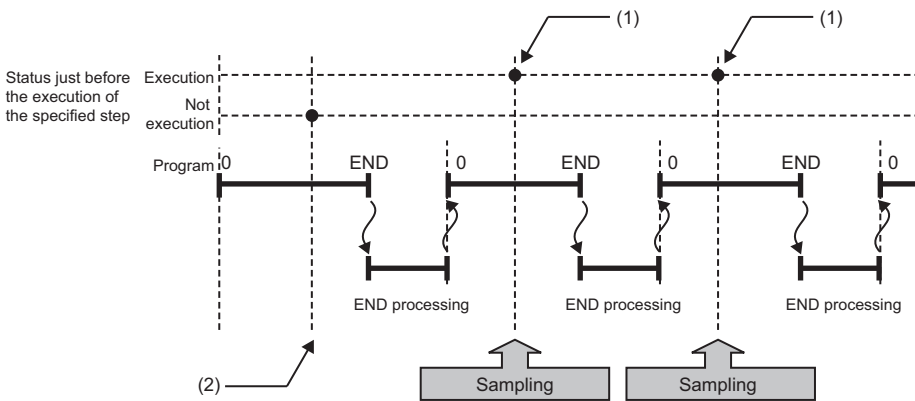 (1)
(1)
Status just before
the execution of
the specified step
Execution
Not
execution
Program
0
END
0
END
0
END
0
END processing
END processing
END processing
(2)
Sampling
Sampling